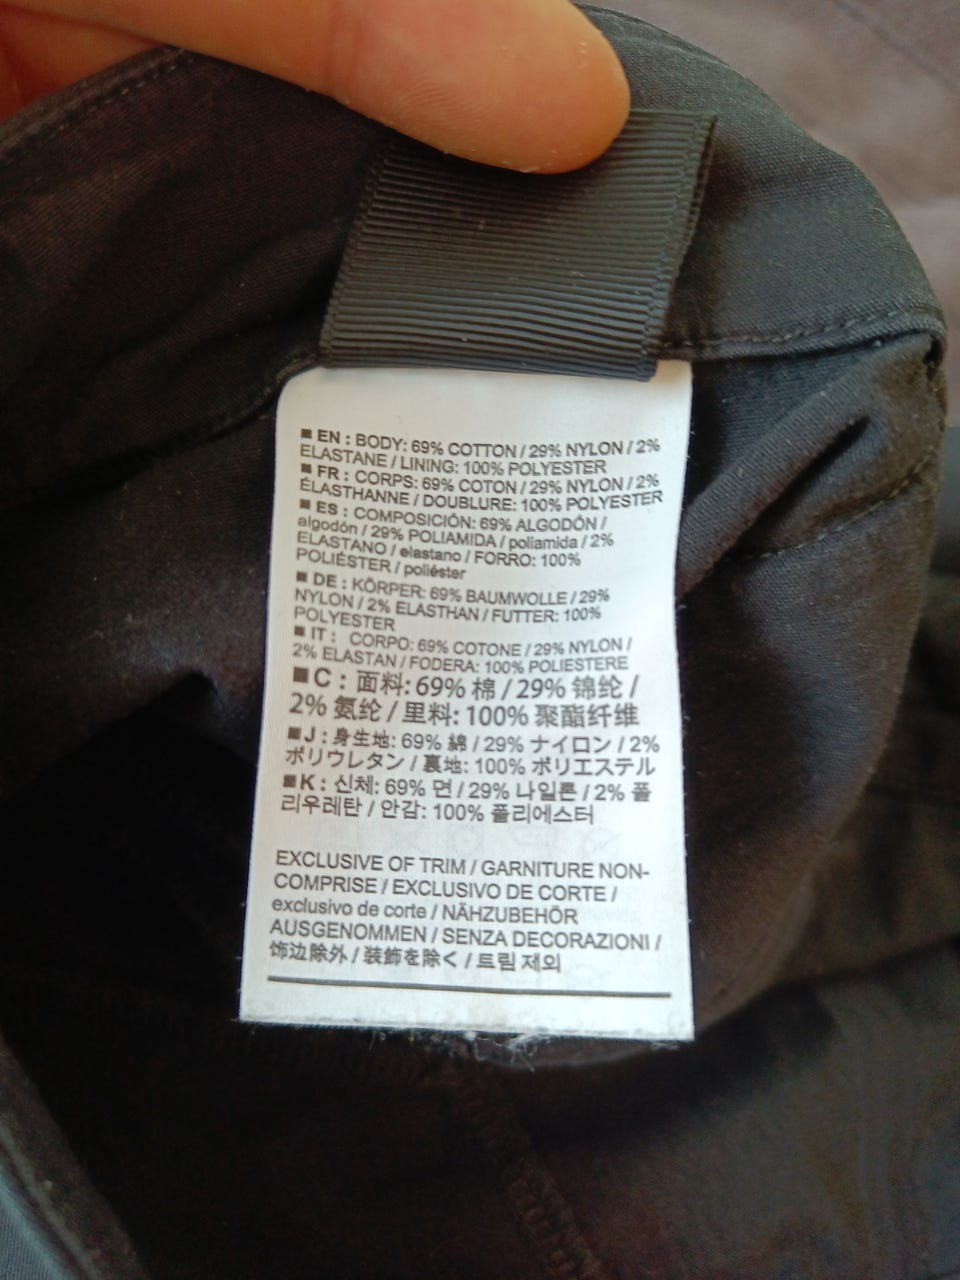 ■ EN : BODY: 69% COTTON / 29% NYLON / 2%
ELASTANE / LINING: 100% POLYESTER
■ FR : CORPS: 69% COTON / 29% NYLON / 2%
ÉLASTHANNE / DOUBLURE: 100% POLYESTER
■ ES : COMPOSICIÓN: 69% ALGODÓN /
algodón / 29% POLIAMIDA / poliamida / 2%
ELASTANO / elastano / FORRO: 100%
POLIÉSTER / poliéster
■ DE : KÖRPER: 69% BAUMWOLLE / 29%
NYLON / 2% ELASTHAN / FUTTER: 100%
POLYESTER
■ IT : CORPO: 69% COTONE / 29% NYLON /
2% ELASTAN / FODERA: 100% POLIESTERE
■ C : 面料: 69% 棉 / 29% 锦纶 /
2% 氨纶 / 里料: 100% 聚酯纤维
■ J : 身生地: 69% 綿 / 29% ナイロン / 2%
ポリウレタン / 裏地: 100% ポリエステル
■ K : 신체: 69% 면 / 29% 나일론 / 2% 폴
리우레탄 / 안감: 100% 폴리에스터
EXCLUSIVE OF TRIM / GARNITURE NON-
COMPRISE / EXCLUSIVO DE CORTE /
exclusivo de corte / NÄHZUBEHÖR
AUSGENOMMEN / SENZA DECORAZIONI /
饰边除外 / 装飾を除く / 트림 제외